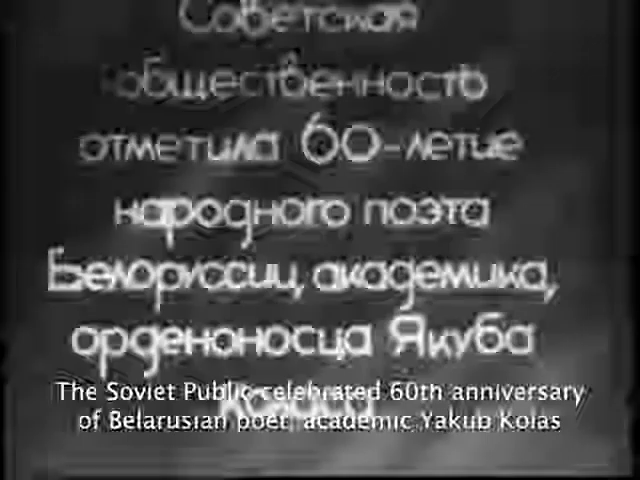 Советская
общественность
отметила 60-летие
народного поэта
Белоруссии, академика,
орденоносца Якуба
Коласа
The Soviet Public celebrated 60th anniversary
of Belarusian poet, academic Yakub Kolas